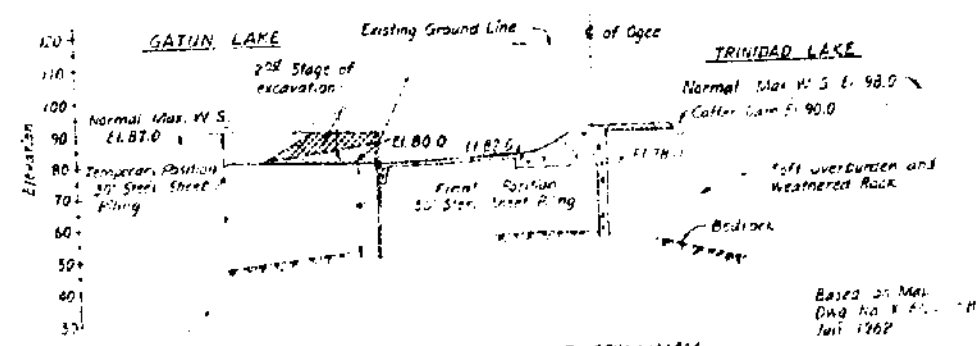 GATUN LAKE
Existing Ground Line
℄ of Ogee
TRINIDAD LAKE
2nd Stage of
excavation
Normal Max. W.S. El. 98.0
Coffer Dam El. 90.0
Normal Max. W.S.
El. 87.0
El. 80.0
El. 82.0
El. 78.0
Elevation
Temporary Position
30' Steel Sheet
Piling
Final Position
Steel Sheet Piling
Soft overburden and
Weathered Rock
Bedrock
120
110
100
90
80
70
60
50
40
30
Based on
Dwg No
1962